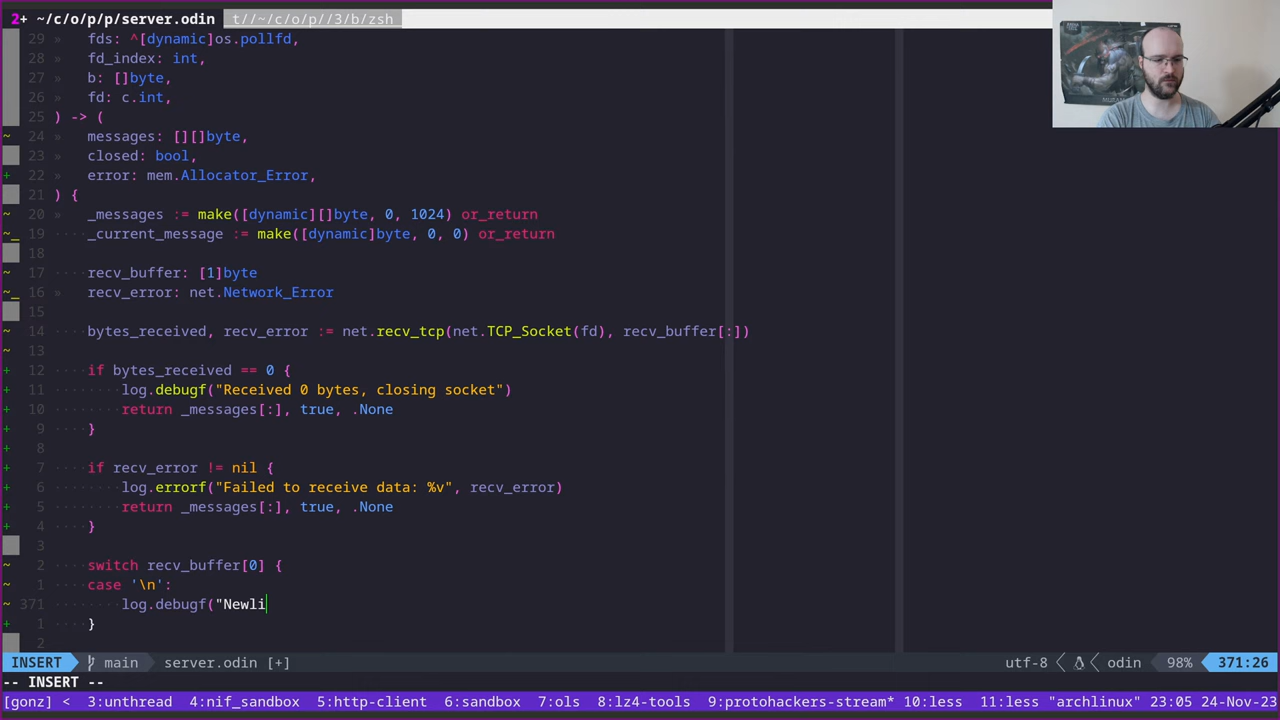 2+ ~/c/o/p/p/server.odin t//~/c/o/p//3/b/zsh
29 » fds: ^[dynamic]os.pollfd,
28 » fd_index: int,
27 » b: []byte,
26 » fd: c.int,
25 ) -> (
~ 24 » messages: [][]byte,
23 » closed: bool,
+ 22 » error: mem.Allocator_Error,
21 ) {
~ 20 » _messages := make([dynamic][]byte, 0, 1024) or_return
~_ 19 ···· _current_message := make([dynamic]byte, 0, 0) or_return
18
~ 17 ···· recv_buffer: [1]byte
~_ 16 » recv_error: net.Network_Error
15
~ 14 ···· bytes_received, recv_error := net.recv_tcp(net.TCP_Socket(fd), recv_buffer[:])
~ 13
+ 12 ···· if bytes_received == 0 {
+ 11 ········ log.debugf("Received 0 bytes, closing socket")
+ 10 ········ return _messages[:], true, .None
+ 9 ···· }
+ 8
+ 7 ···· if recv_error != nil {
+ 6 ········ log.errorf("Failed to receive data: %v", recv_error)
+ 5 ········ return _messages[:], true, .None
+ 4 ···· }
3
~ 2 ···· switch recv_buffer[0] {
~ 1 ···· case '\n':
~ 371 ········ log.debugf("Newli
+ 1 ···· }
2
INSERT main server.odin [+] utf-8 < < odin 98% 371:26
-- INSERT --
[gonz] < 3:unthread 4:nif_sandbox 5:http-client 6:sandbox 7:ols 8:lz4-tools 9:protohackers-stream* 10:less 11:less "archlinux" 23:05 24-Nov-23